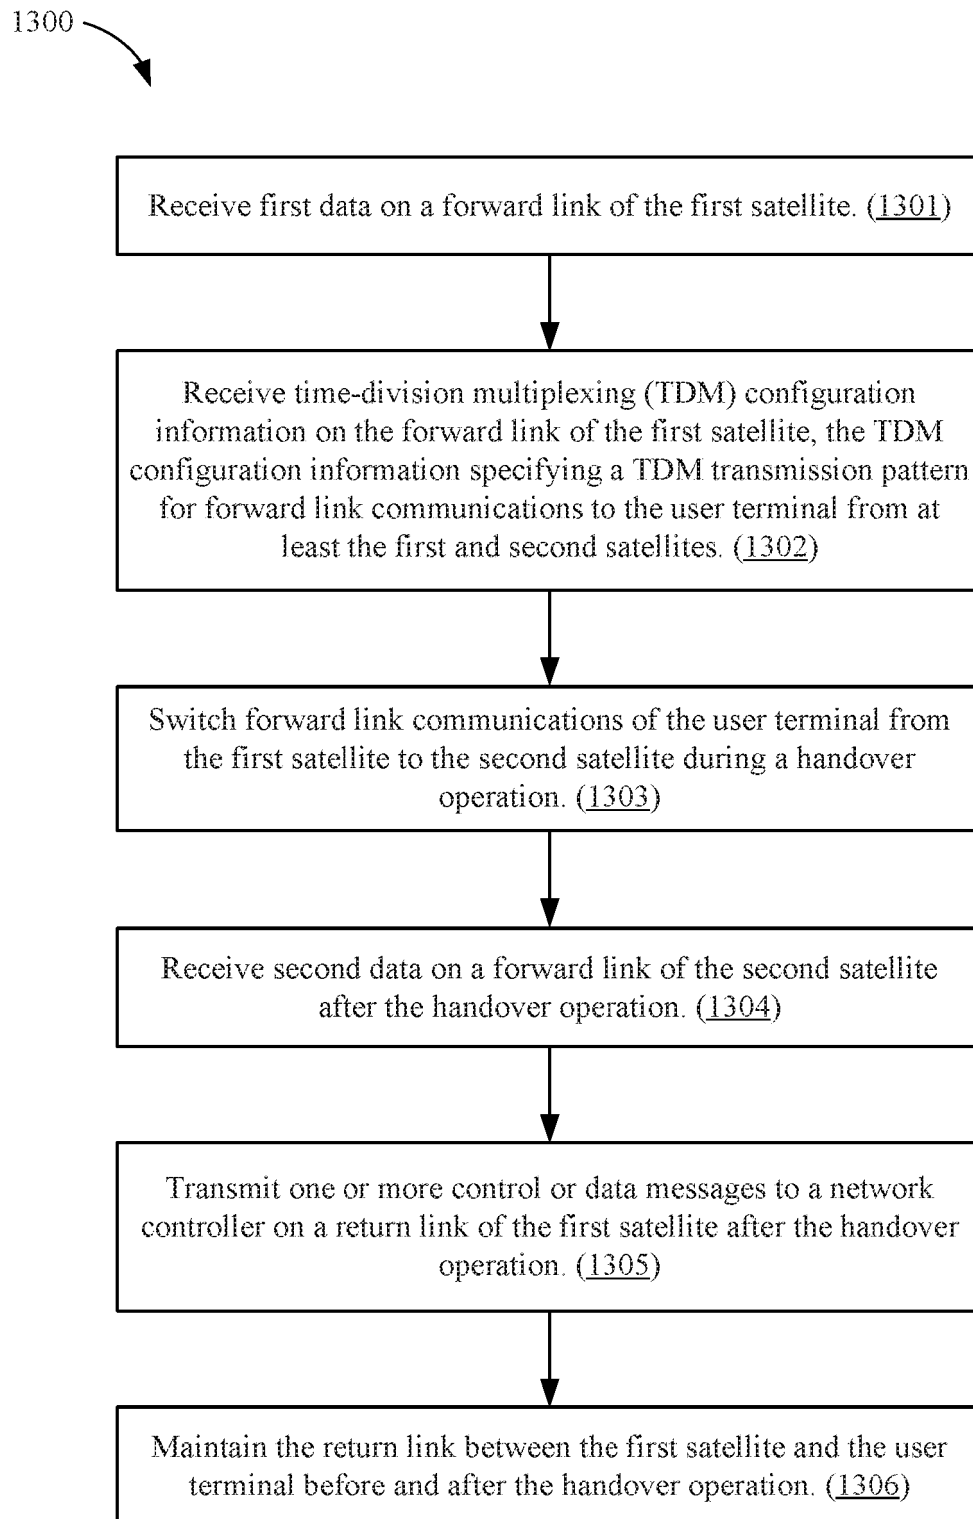 1300
Receive first data on a forward link of the first satellite. (1301)
Receive time-division multiplexing (TDM) configuration
information on the forward link of the first satellite, the TDM
configuration information specifying a TDM transmission pattern
for forward link communications to the user terminal from at
least the first and second satellites. (1302)
Switch forward link communications of the user terminal from
the first satellite to the second satellite during a handover
operation. (1303)
Receive second data on a forward link of the second satellite
after the handover operation. (1304)
Transmit one or more control or data messages to a network
controller on a return link of the first satellite after the handover
operation. (1305)
Maintain the return link between the first satellite and the user
terminal before and after the handover operation. (1306)